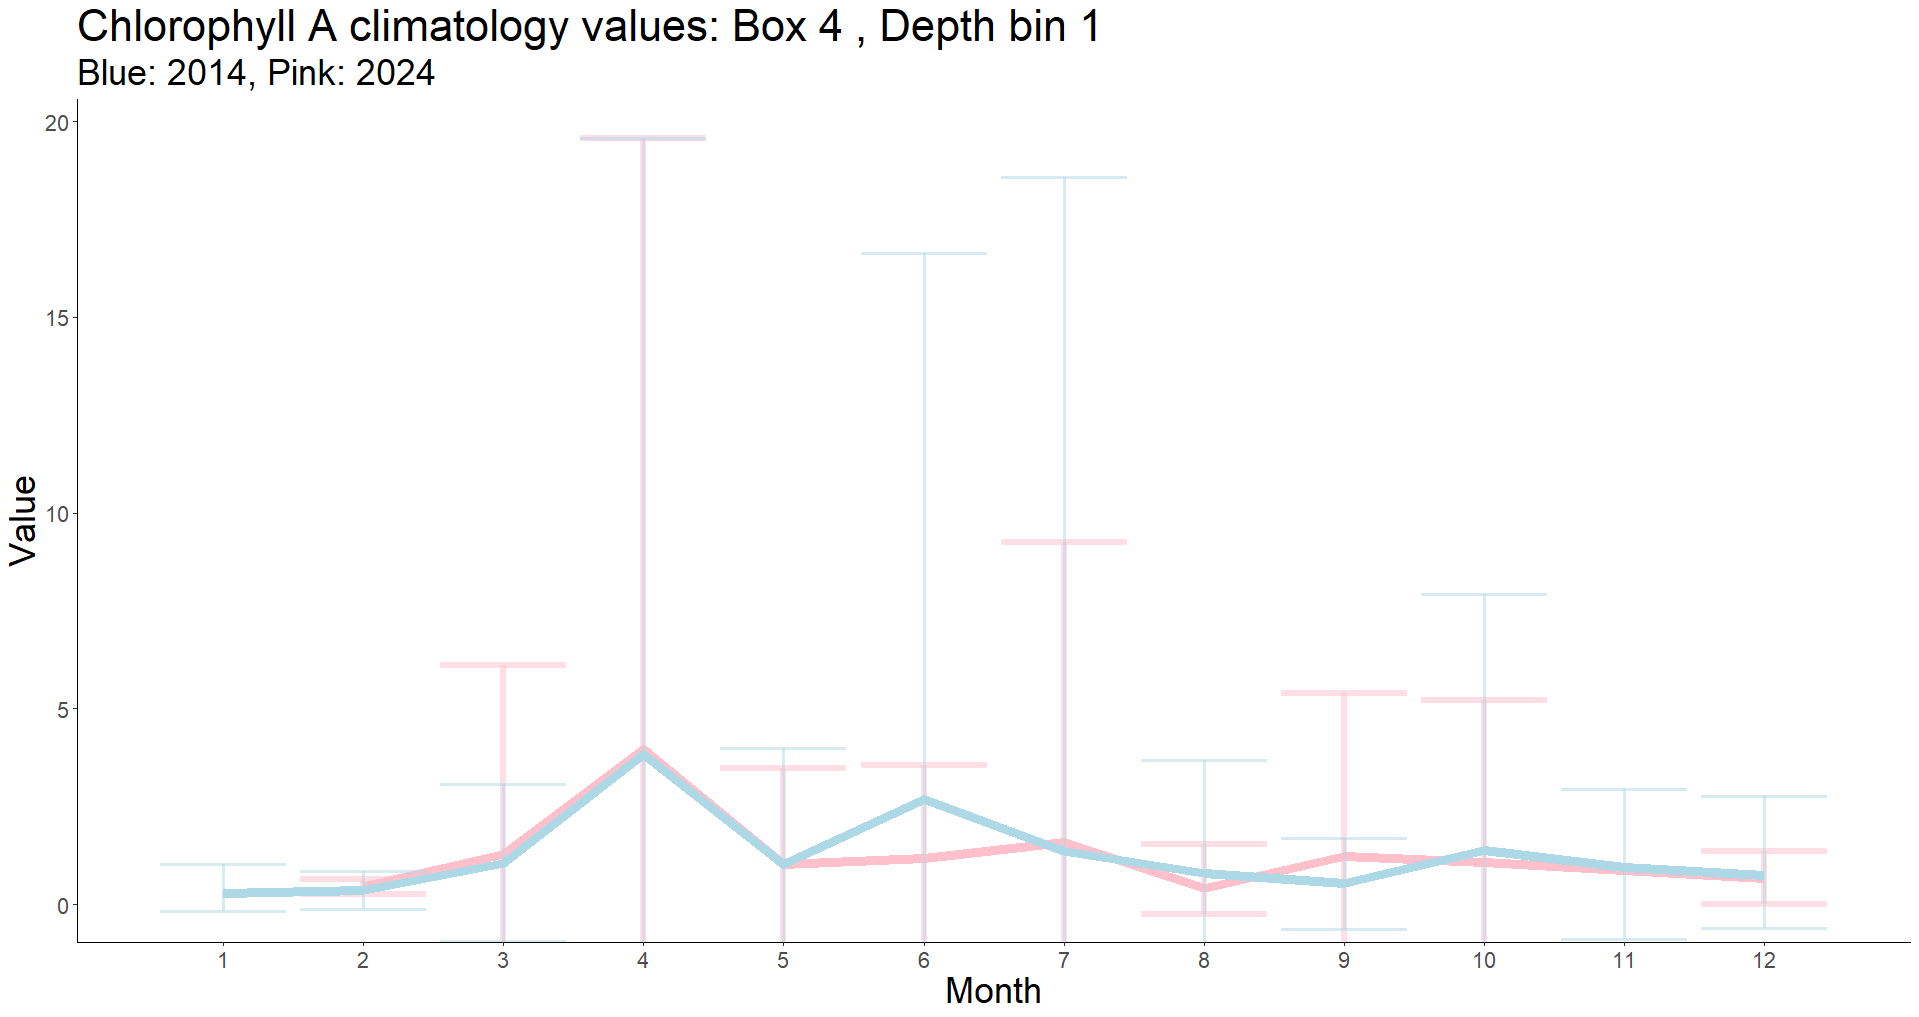 Chlorophyll A climatology values: Box 4 , Depth bin 1
Blue: 2014, Pink: 2024
20
15
10
5
0
Value
1 2 3 4 5 6 7 8 9 10 11 12
Month